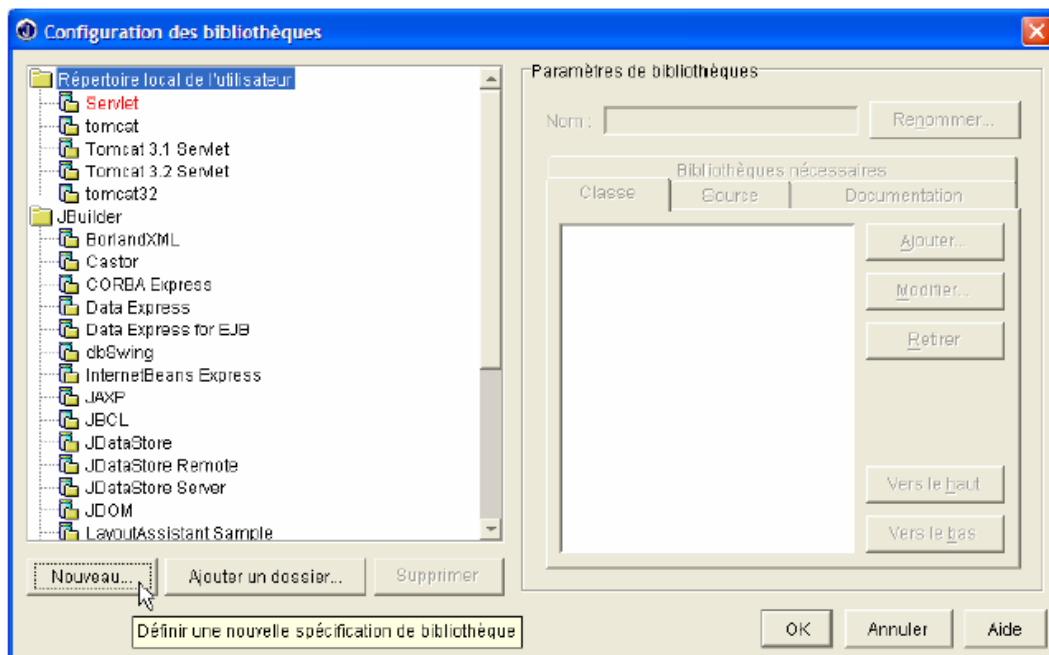 Configuration des bibliothèques
Répertoire local de l'utilisateur
Servlet
tomcat
Tomcat 3.1 Servlet
Tomcat 3.2 Servlet
tomcat32
JBuilder
BorlandXML
Castor
CORBA Express
Data Express
Data Express for EJB
dbSwing
InternetBeans Express
JAXP
JBCL
JDataStore
JDataStore Remote
JDataStore Server
JDOM
LayoutAssistant Sample
Nouveau...
Ajouter un dossier...
Supprimer
Définir une nouvelle spécification de bibliothèque
Paramètres de bibliothèques
Nom :
Renommer...
Bibliothèques nécessaires
Classe
Source
Documentation
Ajouter...
Modifier...
Retirer
Vers le haut
Vers le bas
OK
Annuler
Aide